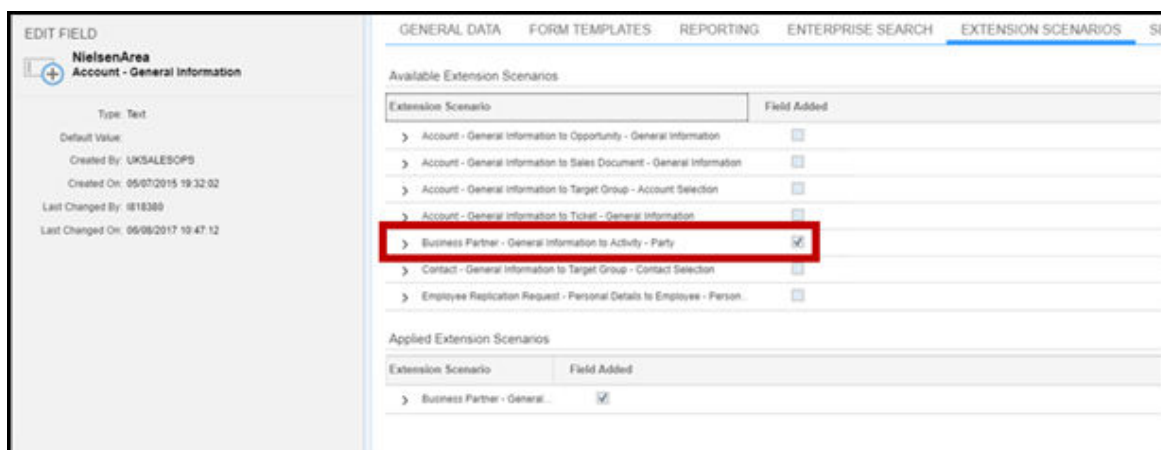 EDIT FIELD
NielsenArea
Account - General Information
Type: Text
Default Value:
Created By: UKSALESOPS
Created On: 05/07/2015 19:32:02
Last Changed By: I818380
Last Changed On: 06/08/2017 10:47:12
GENERAL DATA FORM TEMPLATES REPORTING ENTERPRISE SEARCH EXTENSION SCENARIOS
Available Extension Scenarios
Extension Scenario Field Added
Account - General Information to Opportunity - General Information
Account - General Information to Sales Document - General Information
Account - General Information to Target Group - Account Selection
Account - General Information to Ticket - General Information
Business Partner - General Information to Activity - Party
Contact - General Information to Target Group - Contact Selection
Employee Replication Request - Personal Details to Employee - Person...
Applied Extension Scenarios
Extension Scenario Field Added
Business Partner - General...